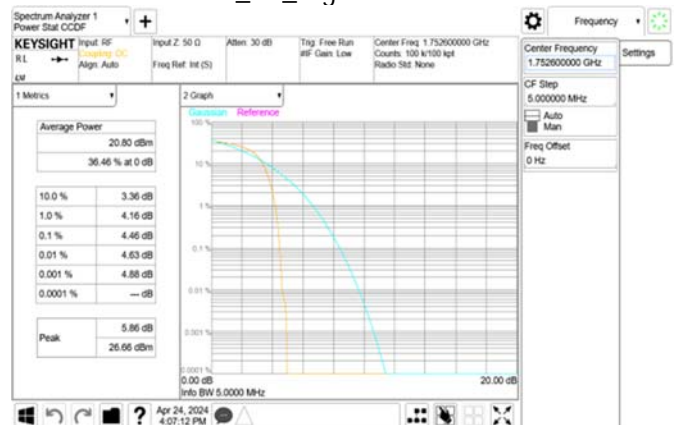 Spectrum Analyzer 1
Power Stat CCDF
+
Frequency
KEYSIGHT
Input: RF
Coupling: DC
Align: Auto
Input Z: 50 Ω
Freq Ref: Int (S)
Atten: 30 dB
Trig: Free Run
#IF Gain: Low
Center Freq: 1.752600000 GHz
Counts: 100 k/100 kpt
Radio Std: None
RL
LM
Center Frequency
1.752600000 GHz
Settings
CF Step
5.000000 MHz
Auto
Man
Freq Offset
0 Hz
1 Metrics
Average Power
20.80 dBm
36.46 % at 0 dB
10.0 % 3.36 dB
1.0 % 4.16 dB
0.1 % 4.46 dB
0.01 % 4.63 dB
0.001 % 4.88 dB
0.0001 % --- dB
Peak
5.86 dB
26.66 dBm
2 Graph
Gaussian Reference
100 %
10 %
1 %
0.1 %
0.01 %
0.001 %
0.0001 %
0.00 dB
20.00 dB
Info BW 5.0000 MHz
?
Apr 24, 2024
4:07:12 PM